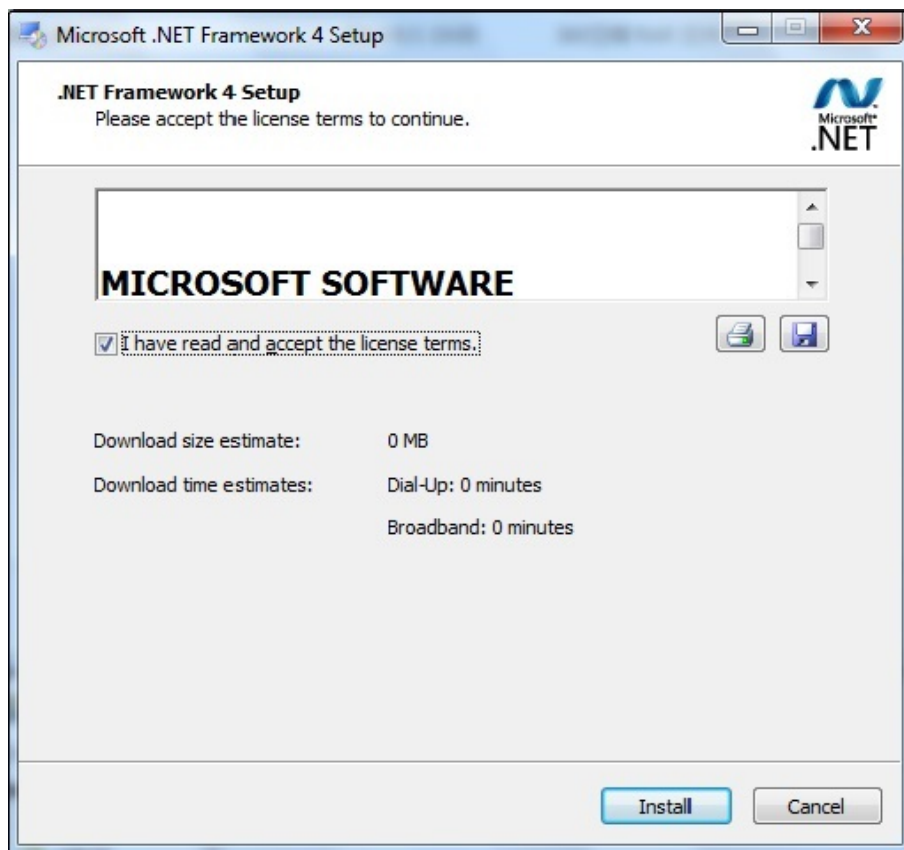 Microsoft .NET Framework 4 Setup
.NET Framework 4 Setup
Please accept the license terms to continue.
Microsoft®
.NET
MICROSOFT SOFTWARE
I have read and accept the license terms.
Download size estimate: 0 MB
Download time estimates: Dial-Up: 0 minutes
Broadband: 0 minutes
Install Cancel